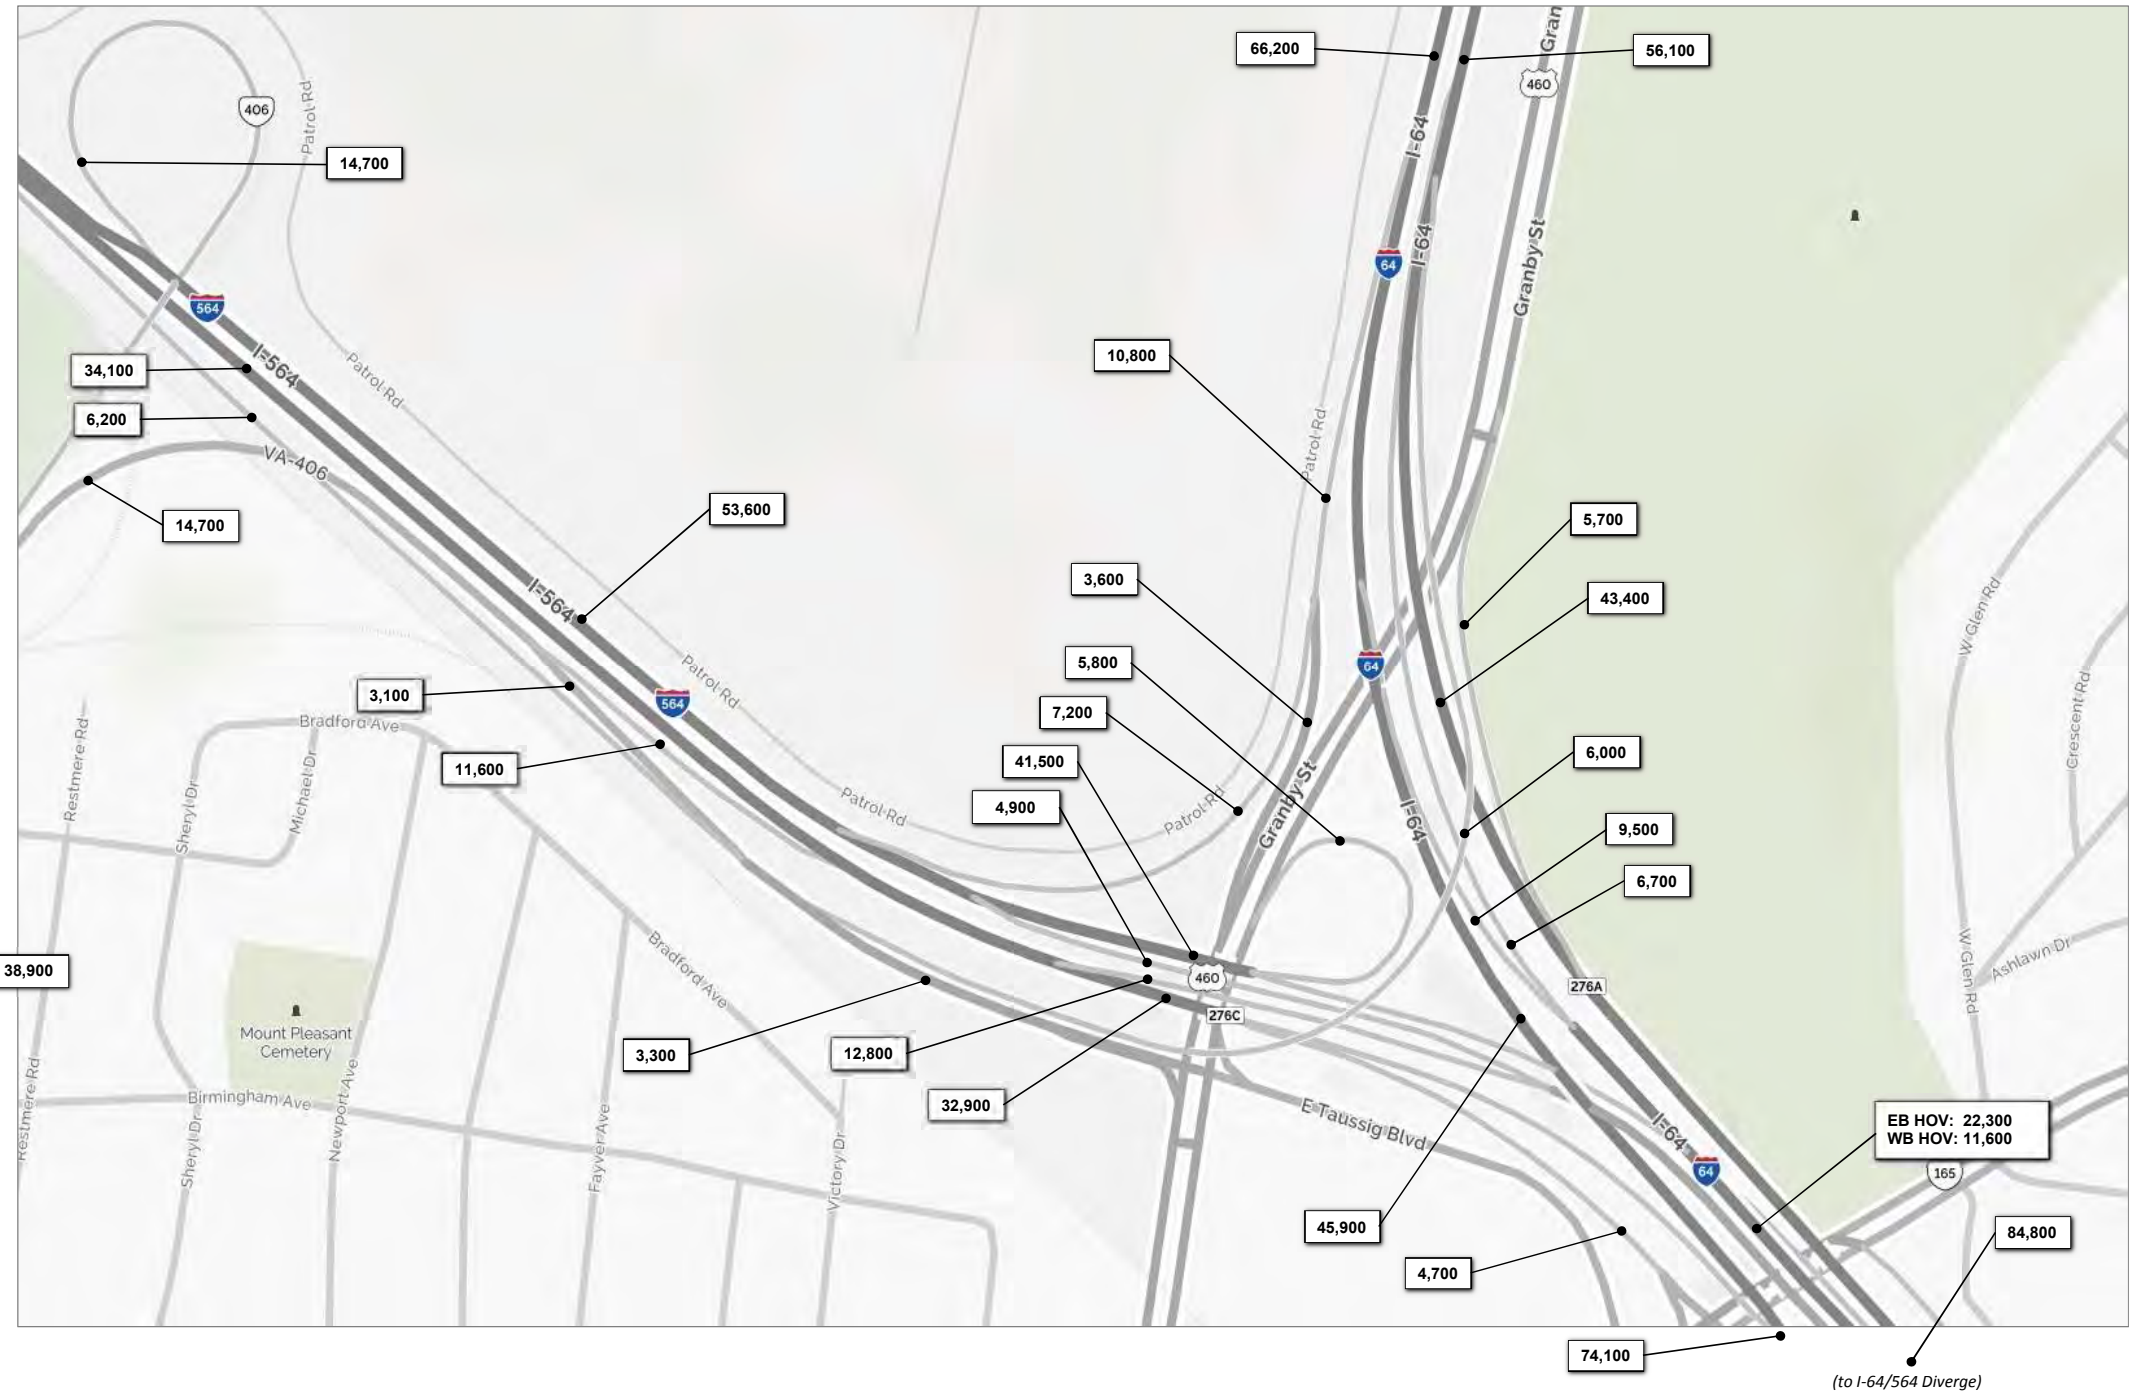 66,200
56,100
Gran
460
406
Patrol Rd
14,700
I-64
I-64
Granby St
64
564
I-564
34,100
Patrol Rd
10,800
6,200
Patrol Rd
VA-406
14,700
53,600
5,700
I-564
3,600
43,400
W Glen Rd
5,800
64
3,100
564
Patrol Rd
Crescent Rd
7,200
Bradford Ave
Restmere Rd
Michael Dr
Sheryl Dr
11,600
41,500
6,000
4,900
Patrol Rd
Patrol Rd
Granby St
I-64
9,500
6,700
38,900
Bradford Ave
460
W Glen Rd
Ashlawn Dr
276A
276C
Mount Pleasant
Cemetery
3,300
12,800
32,900
Restmere Rd
Birmingham Ave
Newport Ave
Sheryl Dr
Fayver Ave
Victory Dr
E Taussig Blvd
I-64
64
EB HOV: 22,300
WB HOV: 11,600
165
45,900
84,800
4,700
74,100
(to I-64/564 Diverge)